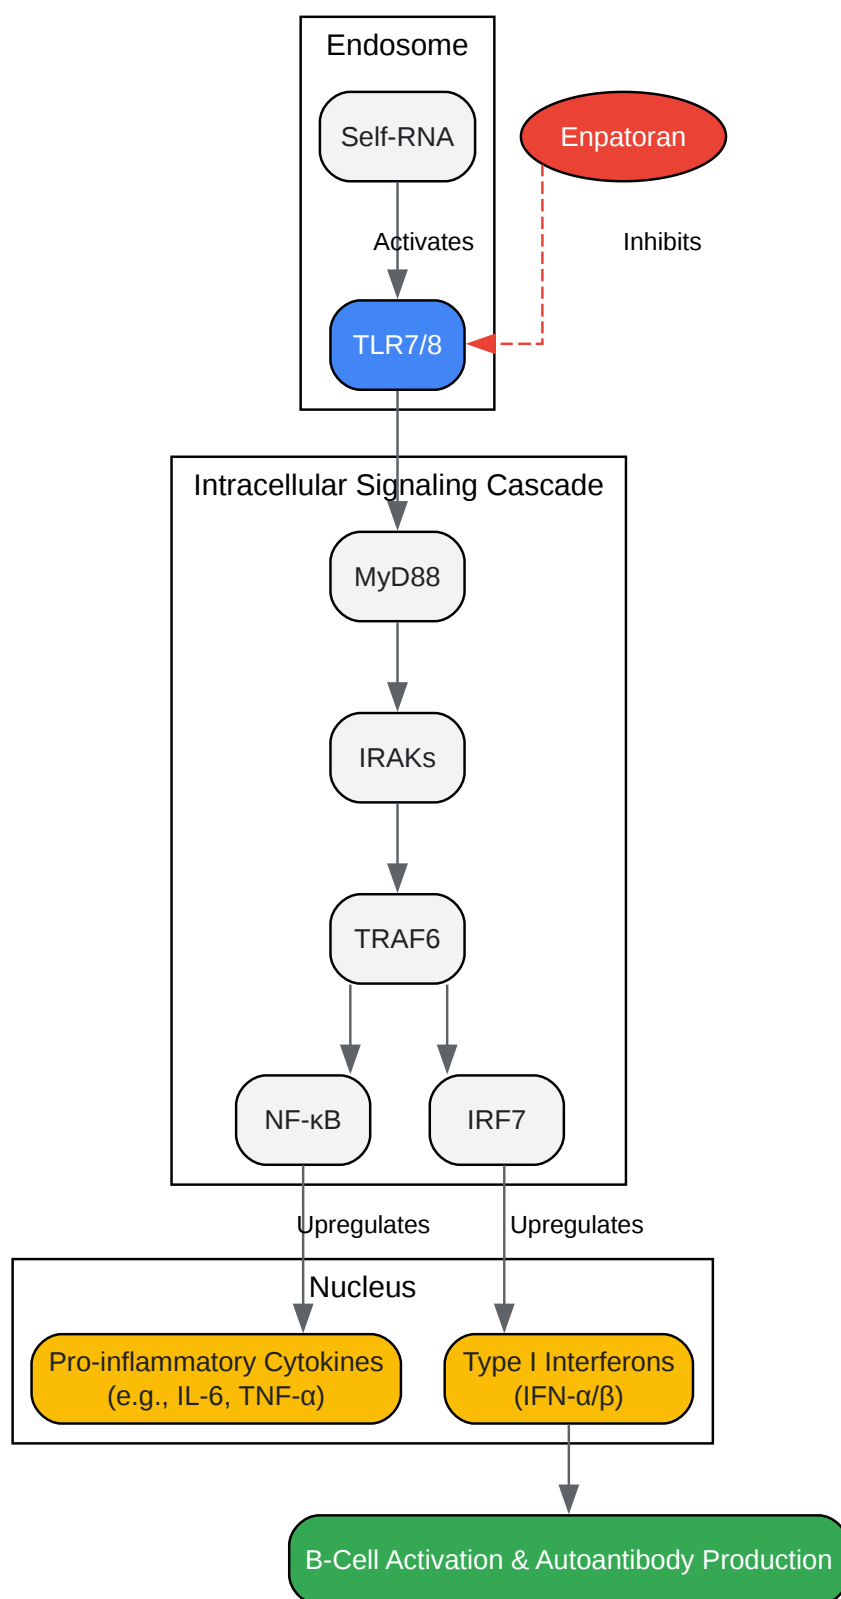 Endosome
Self-RNA
Enpatoran
Activates
Inhibits
TLR7/8
Intracellular Signaling Cascade
MyD88
IRAKs
TRAF6
NF-κB
IRF7
Upregulates
Upregulates
Nucleus
Pro-inflammatory Cytokines
(e.g., IL-6, TNF-α)
Type I Interferons
(IFN-α/β)
B-Cell Activation & Autoantibody Production